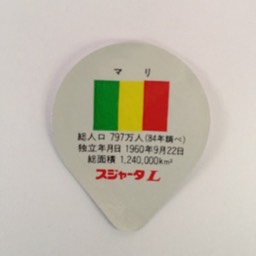 マリ
総人口 797万人(84年調べ)
独立年月日 1960年9月22日
総面積 1,240,000km²
スジャータ L